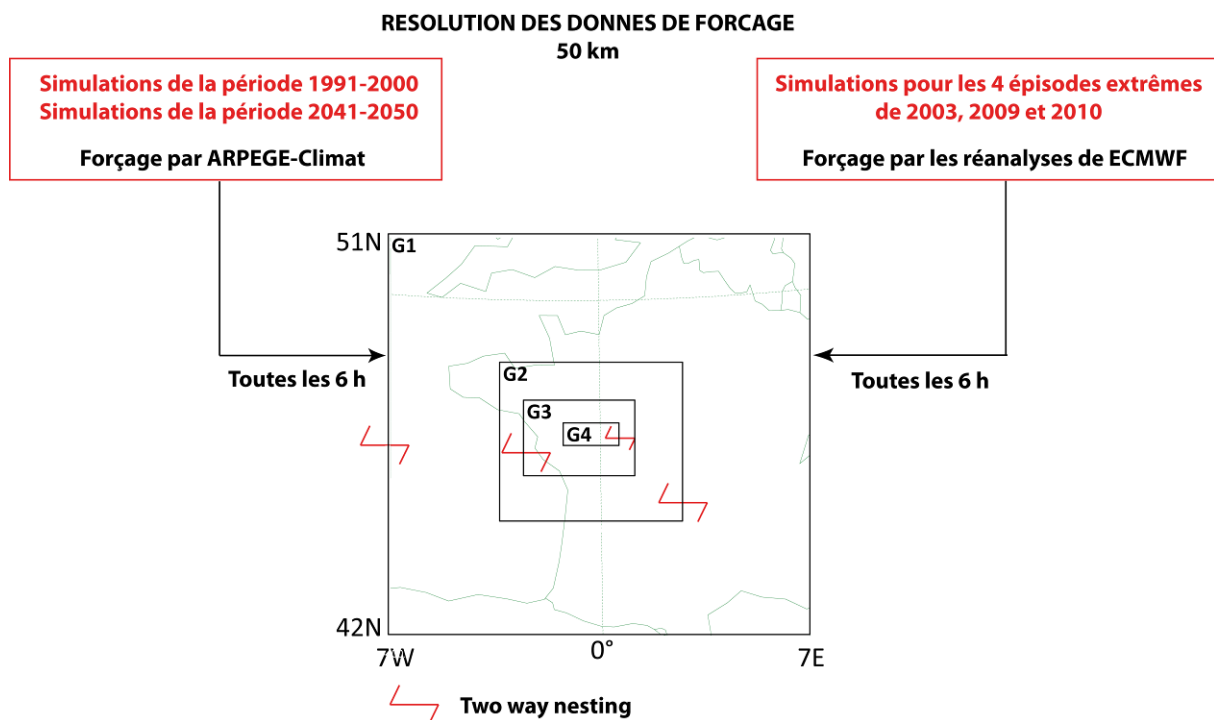 RESOLUTION DES DONNES DE FORCAGE
50 km
Simulations de la période 1991-2000
Simulations de la période 2041-2050
Forçage par ARPEGE-Climat
Simulations pour les 4 épisodes extrêmes
de 2003, 2009 et 2010
Forçage par les réanalyses de ECMWF
51N
G1
Toutes les 6 h
Toutes les 6 h
G2
G3
G4
42N
7W
0°
7E
Two way nesting